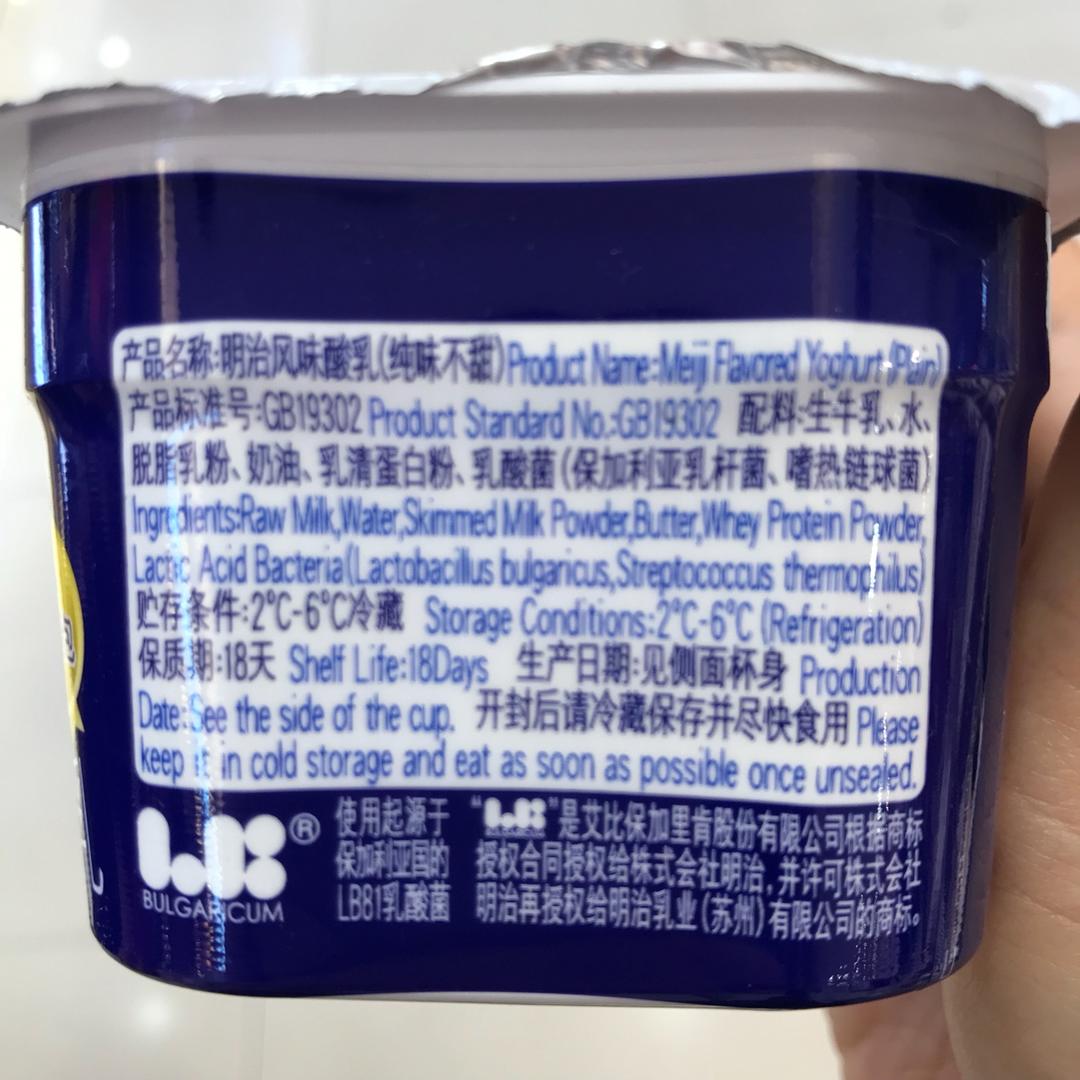 产品名称:明治风味酸乳(纯味不甜)Product Name:Meiji Flavored Yoghurt(Plain)
产品标准号:GB19302 Product Standard No.:GB19302 配料:生牛乳、水、
脱脂乳粉、奶油、乳清蛋白粉、乳酸菌(保加利亚乳杆菌、嗜热链球菌)
Ingredients:Raw Milk,Water,Skimmed Milk Powder,Butter,Whey Protein Powder,
Lactic Acid Bacteria(Lactobacillus bulgaricus,Streptococcus thermophilus)
贮存条件:2°C-6°C冷藏 Storage Conditions:2°C-6°C (Refrigeration)
保质期:18天 Shelf Life:18Days 生产日期:见侧面杯身 Production
Date:See the side of the cup. 开封后请冷藏保存并尽快食用 Please
keep it in cold storage and eat as soon as possible once unsealed.
LB ®
BULGARICUM
使用起源于
保加利亚国的
LB81乳酸菌
“LB”是艾比保加里肯股份有限公司根据商标
授权合同授权给株式会社明治,并许可株式会社
明治再授权给明治乳业(苏州)有限公司的商标。